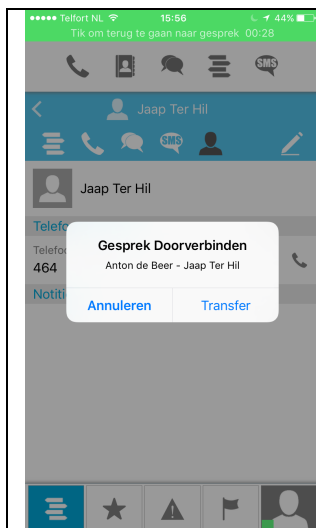 Telfort NL 15:56 44%
Tik om terug te gaan naar gesprek 00:28
SMS
Jaap Ter Hil
SMS
Jaap Ter Hil
Telefo
Gesprek Doorverbinden
Telefoo
Anton de Beer - Jaap Ter Hil
464
Notiti
Annuleren Transfer